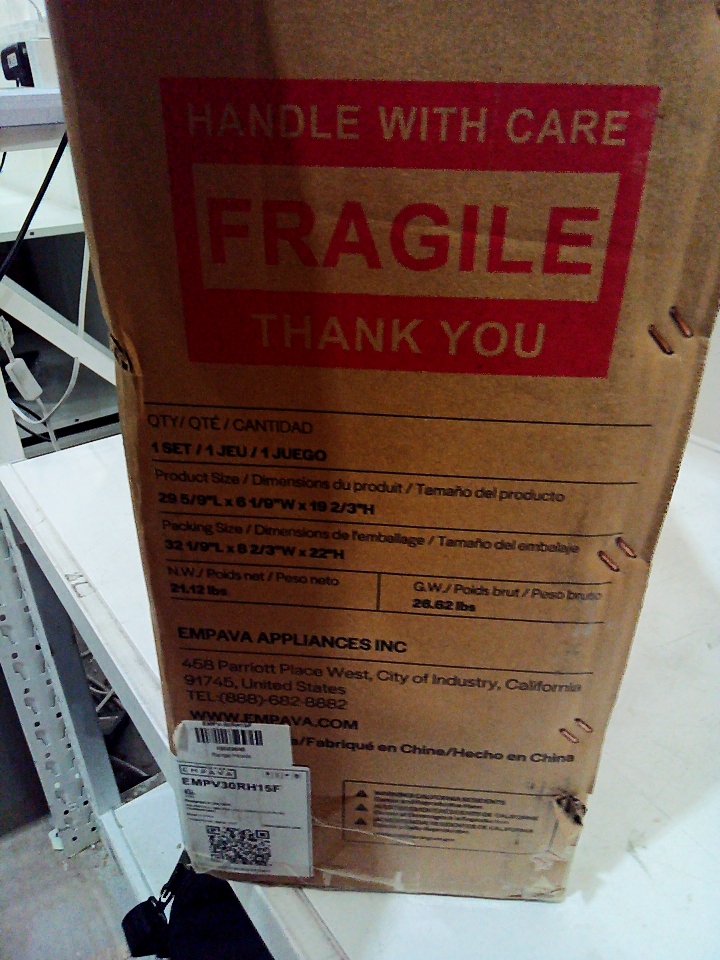 HANDLE WITH CARE
FRAGILE
THANK YOU
QTY/ QTÉ / CANTIDAD
1 SET / 1 JEU / 1 JUEGO
Product Size / Dimensions du produit / Tamaño del producto
29 5/9"L x 6 1/9"W x 19 2/3"H
Packing Size / Dimensions de l'emballage / Tamaño del embalaje
32 1/9"L x 8 2/3"W x 22"H
N.W./ Poids net / Peso neto
21.12 lbs
G.W./ Poids brut / Peso bruto
26.62 lbs
EMPAVA APPLIANCES INC
458 Parriott Place West, City of Industry, California
91745, United States
TEL:(888)-682-8882
WWW.EMPAVA.COM
/Fabriqué en Chine/Hecho en China
EMPAVA
EMPV30RH15F